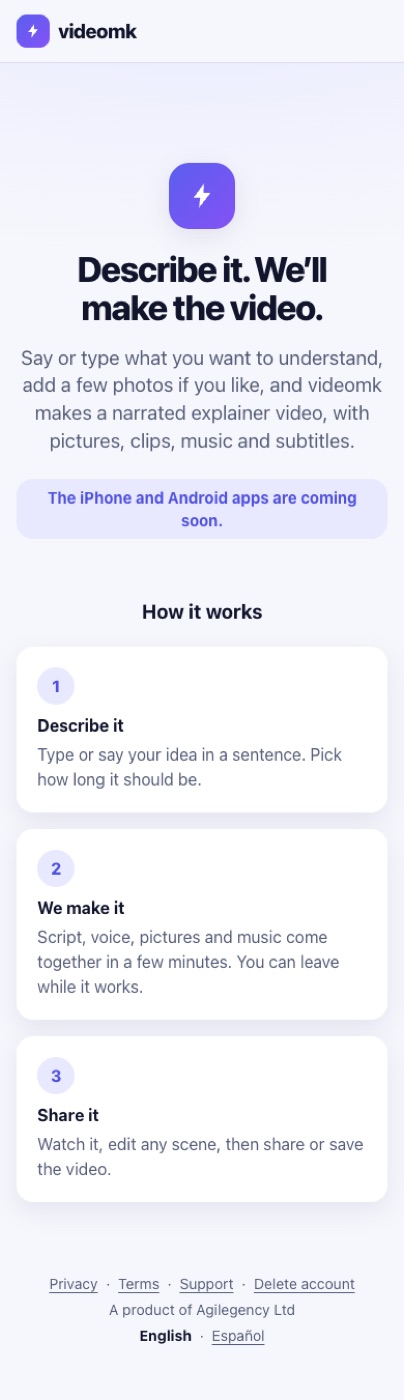 videomk
Describe it. We'll
make the video.
Say or type what you want to understand,
add a few photos if you like, and videomk
makes a narrated explainer video, with
pictures, clips, music and subtitles.
The iPhone and Android apps are coming
soon.
How it works
1
Describe it
Type or say your idea in a sentence. Pick
how long it should be.
2
We make it
Script, voice, pictures and music come
together in a few minutes. You can leave
while it works.
3
Share it
Watch it, edit any scene, then share or save
the video.
Privacy · Terms · Support · Delete account
A product of Agilegency Ltd
English · Español